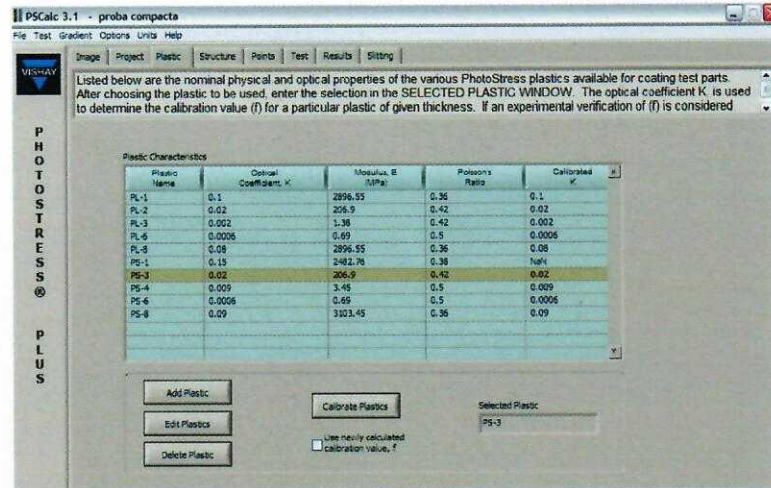 PSCalc 3.1 - proba compacta
File Test Gradient Options Units Help
VISHAY
PHOTOSTRESS® PLUS
Image Project Plastic Structure Points Test Results Slitting
Listed below are the nominal physical and optical properties of the various PhotoStress plastics available for coating test parts.
After choosing the plastic to be used, enter the selection in the SELECTED PLASTIC WINDOW. The optical coefficient K, is used
to determine the calibration value (f) for a particular plastic of given thickness. If an experimental verification of (f) is considered
Plastic Characteristics
Plastic Name Optical Coefficient, K Modulus, E (MPa) Poisson's Ratio Calibrated K
PL-1 0.1 2896.55 0.36 0.1
PL-2 0.02 206.9 0.42 0.02
PL-3 0.002 1.38 0.42 0.002
PL-6 0.0006 0.69 0.5 0.0006
PL-8 0.08 2896.55 0.36 0.08
PS-1 0.15 2482.76 0.38 NaN
PS-3 0.02 206.9 0.42 0.02
PS-4 0.009 3.45 0.5 0.009
PS-6 0.0006 0.69 0.5 0.0006
PS-8 0.09 3103.45 0.36 0.09
Add Plastic
Edit Plastics
Delete Plastic
Calibrate Plastics
Use newly calculated
calibration value, f
Selected Plastic
PS-3